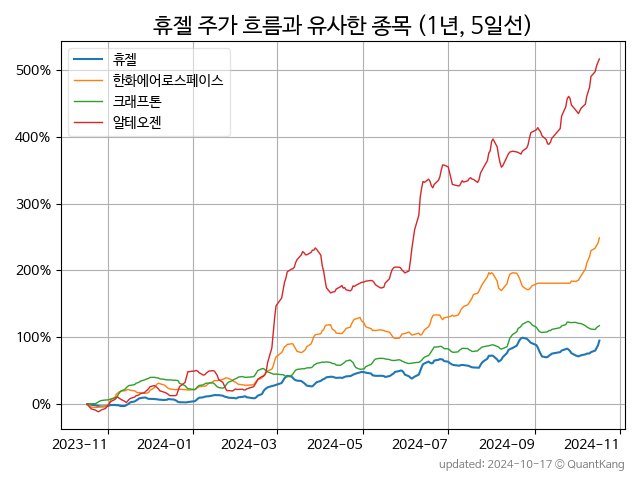 휴젤 주가 흐름과 유사한 종목 (1년, 5일선)
휴젤
한화에어로스페이스
크래프톤
알테오젠
500%
400%
300%
200%
100%
0%
2023-11 2024-01 2024-03 2024-05 2024-07 2024-09 2024-11
updated: 2024-10-17 © QuantKang